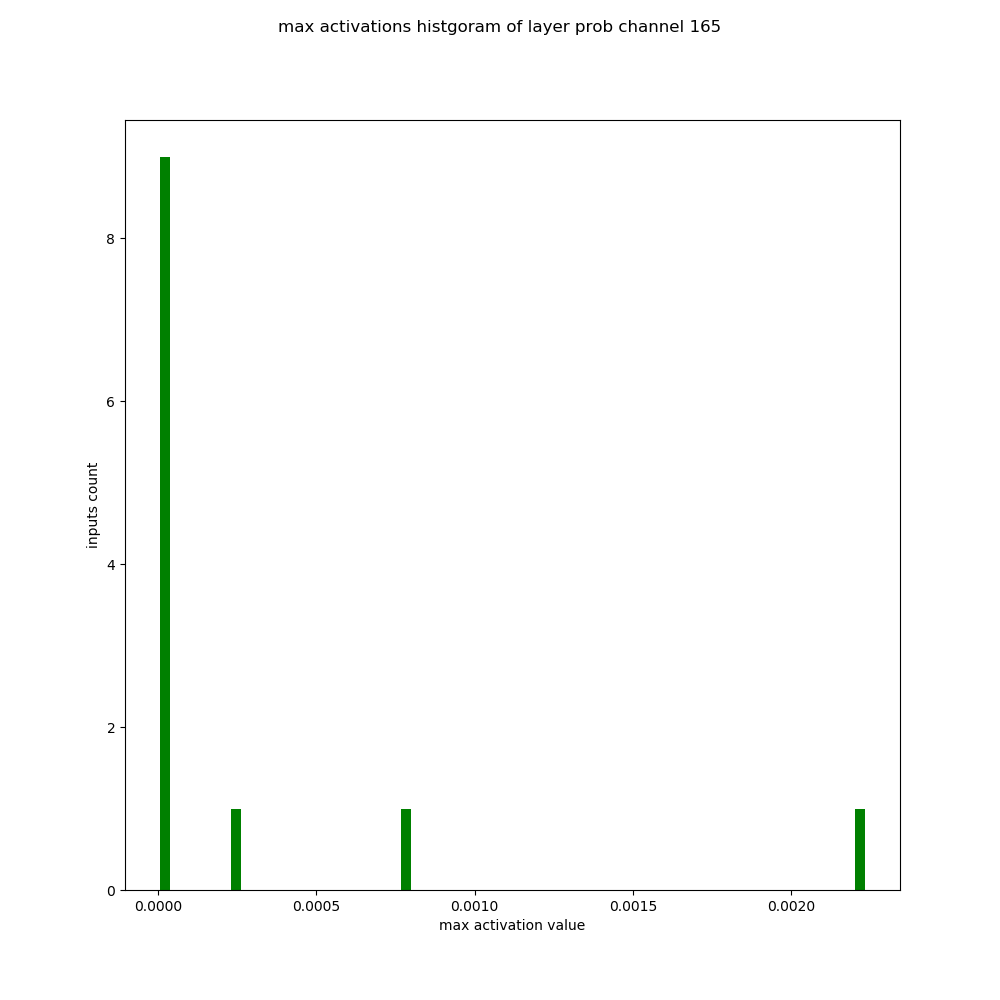 max activations histgoram of layer prob channel 165
8
6
4
2
0
inputs count
0.0000 0.0005 0.0010 0.0015 0.0020
max activation value